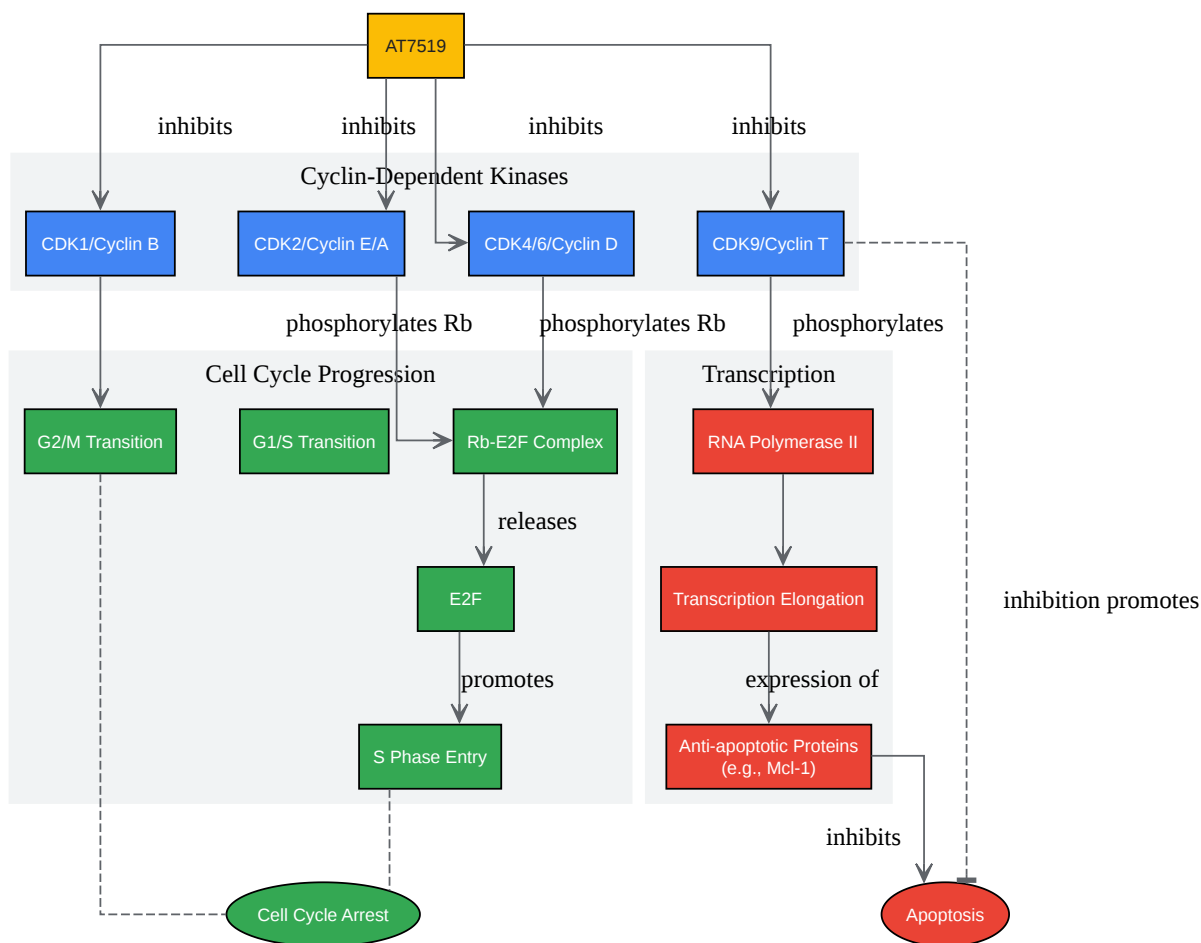 AT7519
inhibits
inhibits
inhibits
inhibits
Cyclin-Dependent Kinases
CDK1/Cyclin B
CDK2/Cyclin E/A
CDK4/6/Cyclin D
CDK9/Cyclin T
phosphorylates Rb
phosphorylates Rb
phosphorylates
Cell Cycle Progression
Transcription
G2/M Transition
G1/S Transition
Rb-E2F Complex
RNA Polymerase II
releases
E2F
Transcription Elongation
inhibition promotes
promotes
expression of
S Phase Entry
Anti-apoptotic Proteins
(e.g., Mcl-1)
inhibits
Cell Cycle Arrest
Apoptosis